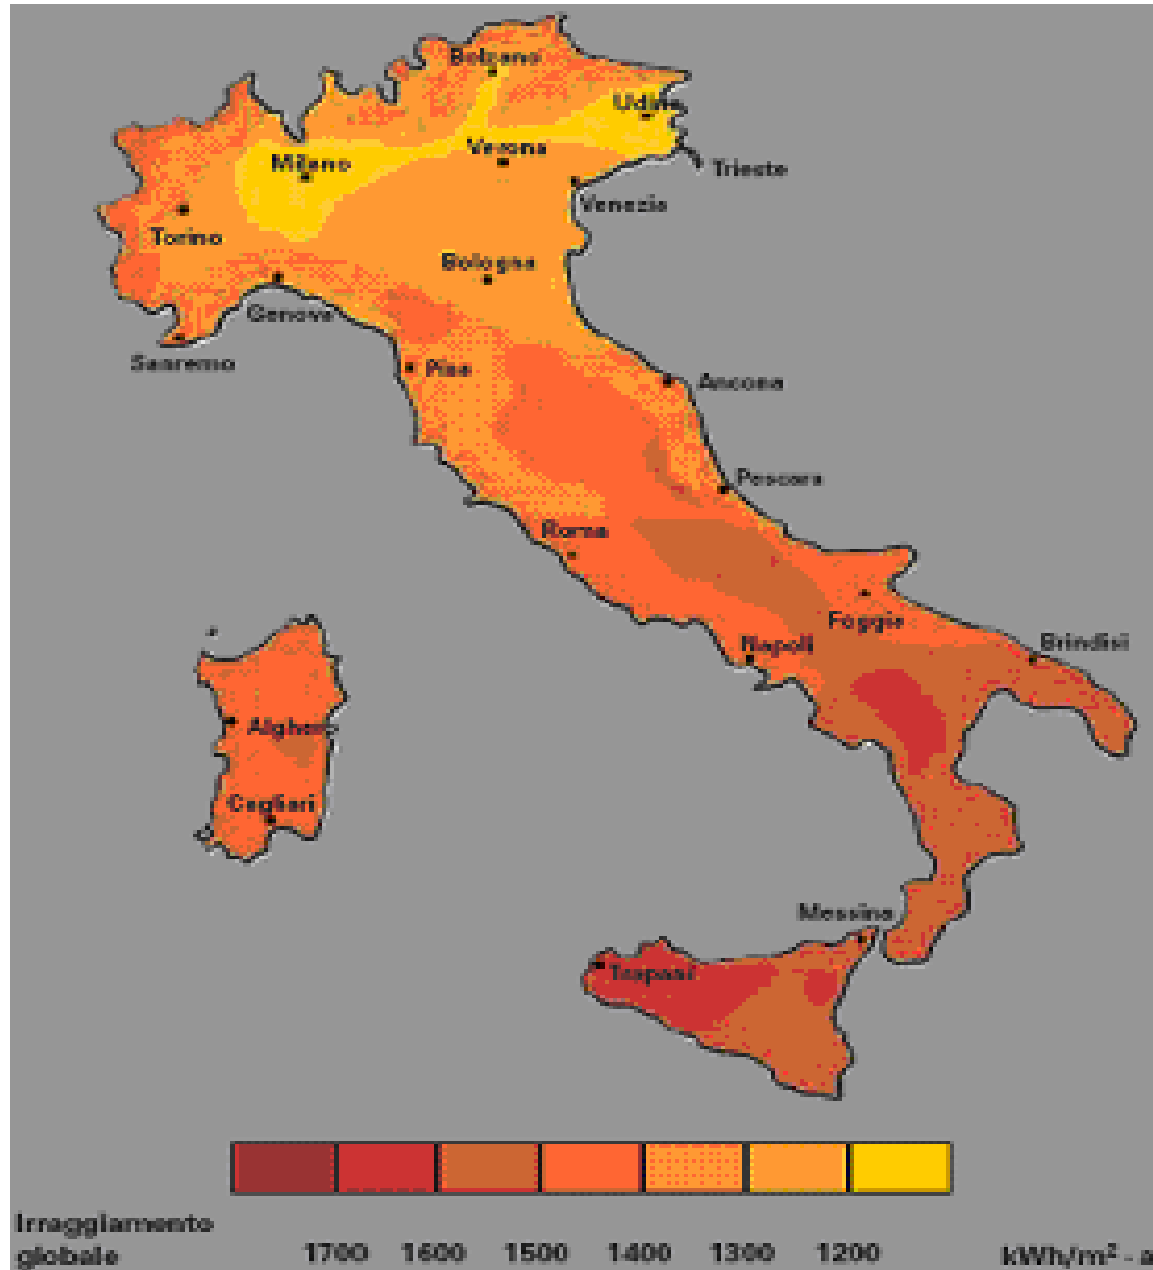 Bolzano
Udine
Milano
Verona
Trieste
Venezia
Torino
Bologna
Genova
Sanremo
Pisa
Ancona
Pescara
Roma
Foggia
Napoli
Brindisi
Alghero
Cagliari
Messina
Trapani
Irraggiamento
globale 1700 1600 1500 1400 1300 1200 kWh/m² · a